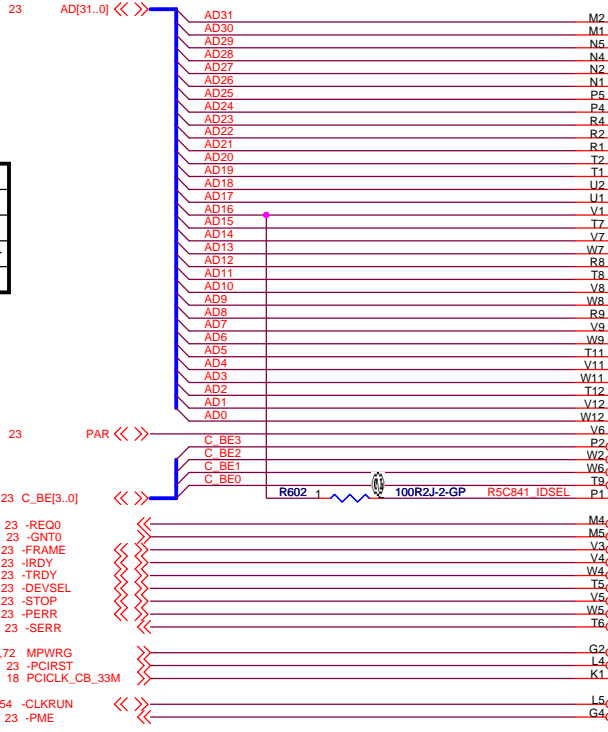 23 AD[31..0]
AD31 M2
AD30 M1
AD29 N5
AD28 N4
AD27 N2
AD26 N1
AD25 P5
AD24 P4
AD23 R4
AD22 R2
AD21 R1
AD20 T2
AD19 T1
AD18 U2
AD17 U1
AD16 V1
AD15 T7
AD14 V7
AD13 W7
AD12 R8
AD11 T8
AD10 V8
AD9 W8
AD8 R9
AD7 V9
AD6 W9
AD5 T11
AD4 V11
AD3 W11
AD2 T12
AD1 V12
AD0 W12
23 PAR V6
C_BE3 P2
C_BE2 W2
C_BE1 W6
C_BE0 T9
23 C_BE[3..0] R602 1 100R2J-2-GP R5C841_IDSEL P1
23 -REQ0 M4
23 -GNT0 M5
23 -FRAME V3
23 -IRDY V4
23 -TRDY W4
23 -DEVSEL T5
23 -STOP V5
23 -PERR W5
23 -SERR T6
,72 MPWRG G2
23 -PCIRST L4
18 PCICLK_CB_33M K1
54 -CLKRUN L5
23 -PME G4